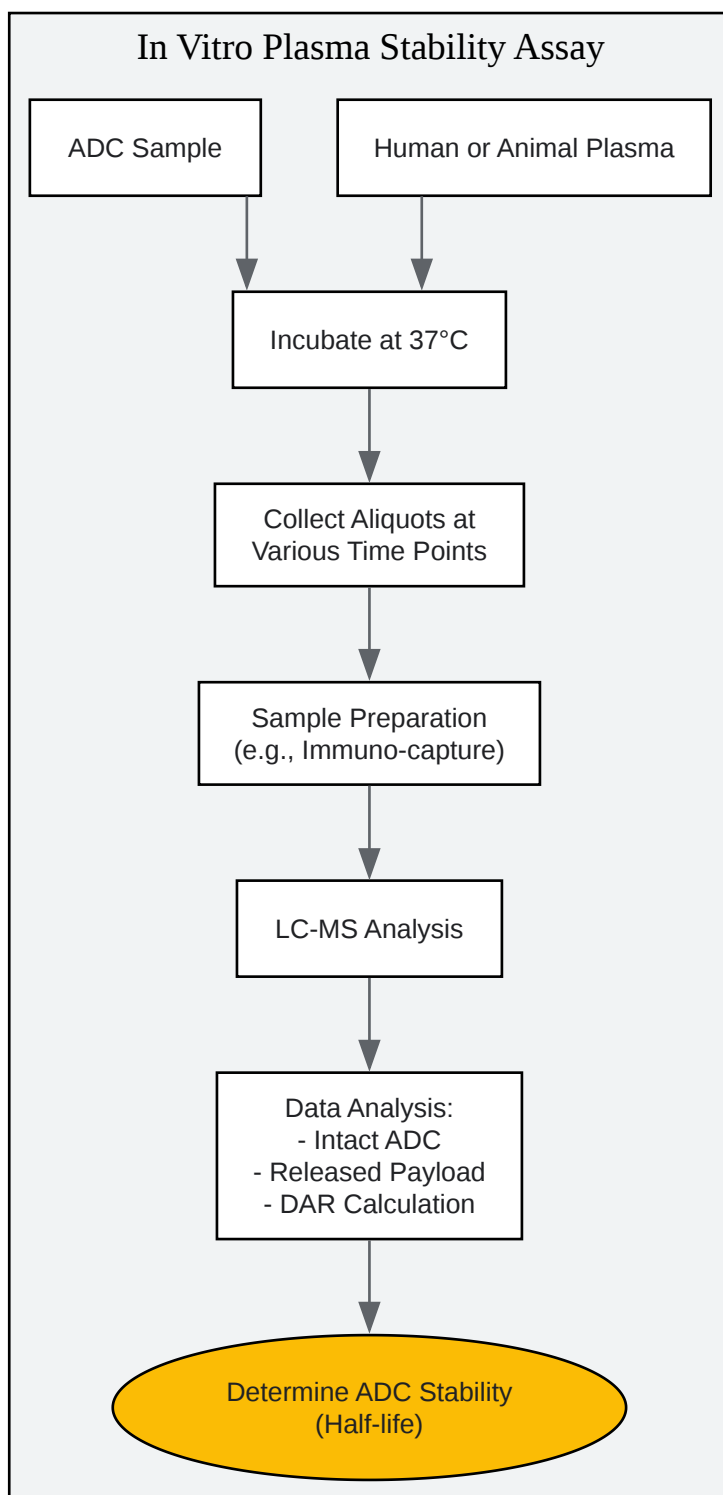 In Vitro Plasma Stability Assay
ADC Sample
Human or Animal Plasma
Incubate at 37°C
Collect Aliquots at
Various Time Points
Sample Preparation
(e.g., Immuno-capture)
LC-MS Analysis
Data Analysis:
- Intact ADC
- Released Payload
- DAR Calculation
Determine ADC Stability
(Half-life)